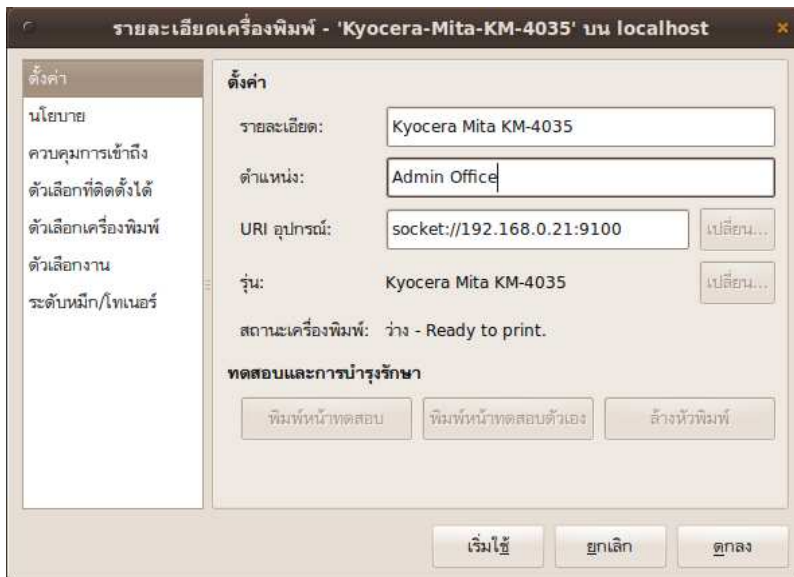 รายละเอียดเครื่องพิมพ์ - 'Kyocera-Mita-KM-4035' บน localhost
ตั้งค่า
นโยบาย
ควบคุมการเข้าถึง
ตัวเลือกที่ติดตั้งได้
ตัวเลือกเครื่องพิมพ์
ตัวเลือกงาน
ระดับหมึก/โทเนอร์
ตั้งค่า
รายละเอียด: Kyocera Mita KM-4035
ตำแหน่ง: Admin Office
URI อุปกรณ์: socket://192.168.0.21:9100 เปลี่ยน...
รุ่น: Kyocera Mita KM-4035 เปลี่ยน...
สถานะเครื่องพิมพ์: ว่าง - Ready to print.
ทดสอบและการบำรุงรักษา
พิมพ์หน้าทดสอบ พิมพ์หน้าทดสอบตัวเอง ล้างหัวพิมพ์
เริ่มใช้ ยกเลิก ตกลง